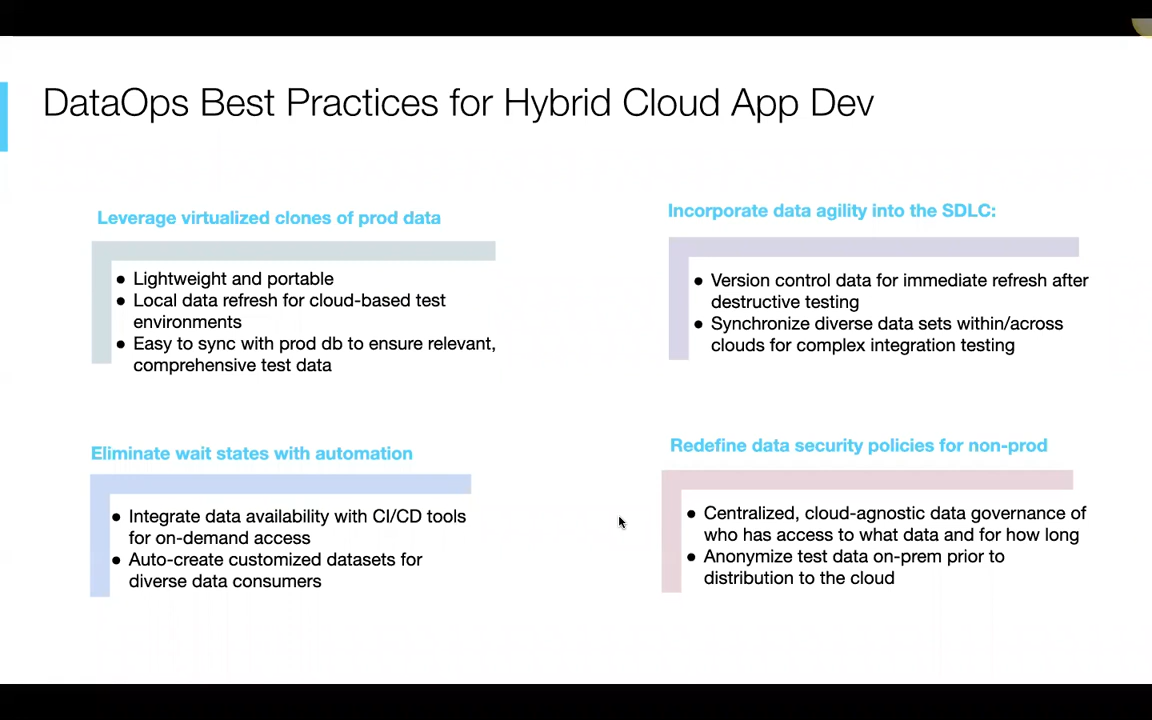 DataOps Best Practices for Hybrid Cloud App Dev
Leverage virtualized clones of prod data
● Lightweight and portable
● Local data refresh for cloud-based test
environments
● Easy to sync with prod db to ensure relevant,
comprehensive test data
Incorporate data agility into the SDLC:
● Version control data for immediate refresh after
destructive testing
● Synchronize diverse data sets within/across
clouds for complex integration testing
Eliminate wait states with automation
● Integrate data availability with CI/CD tools
for on-demand access
● Auto-create customized datasets for
diverse data consumers
Redefine data security policies for non-prod
● Centralized, cloud-agnostic data governance of
who has access to what data and for how long
● Anonymize test data on-prem prior to
distribution to the cloud